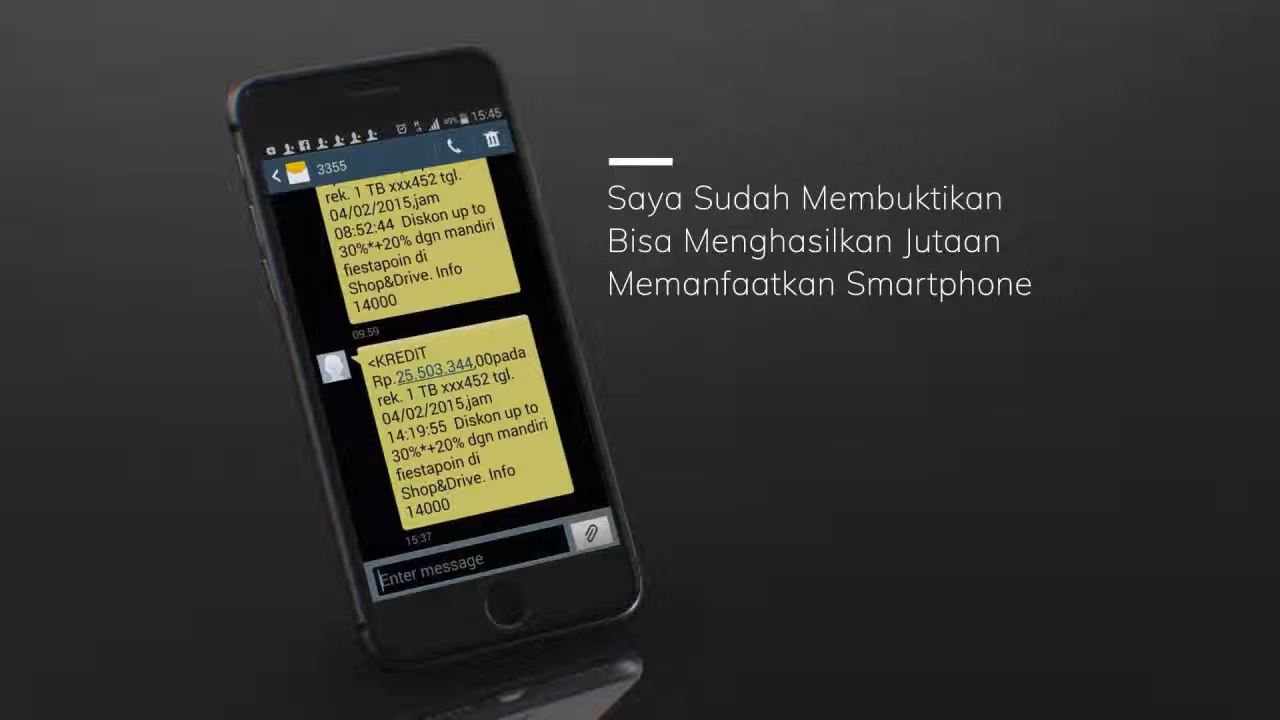 49% 15:45
3355
rek. 1 TB xxx452 tgl.
04/02/2015,jam
08:52:44 Diskon up to
30%*+20% dgn mandiri
fiestapoin di
Shop&Drive. Info
14000
09:59
<KREDIT
Rp.25.503.344,00pada
rek. 1 TB xxx452 tgl.
04/02/2015,jam
14:19:55 Diskon up to
30%*+20% dgn mandiri
fiestapoin di
Shop&Drive. Info
14000
15:37
Enter message
Saya Sudah Membuktikan
Bisa Menghasilkan Jutaan
Memanfaatkan Smartphone